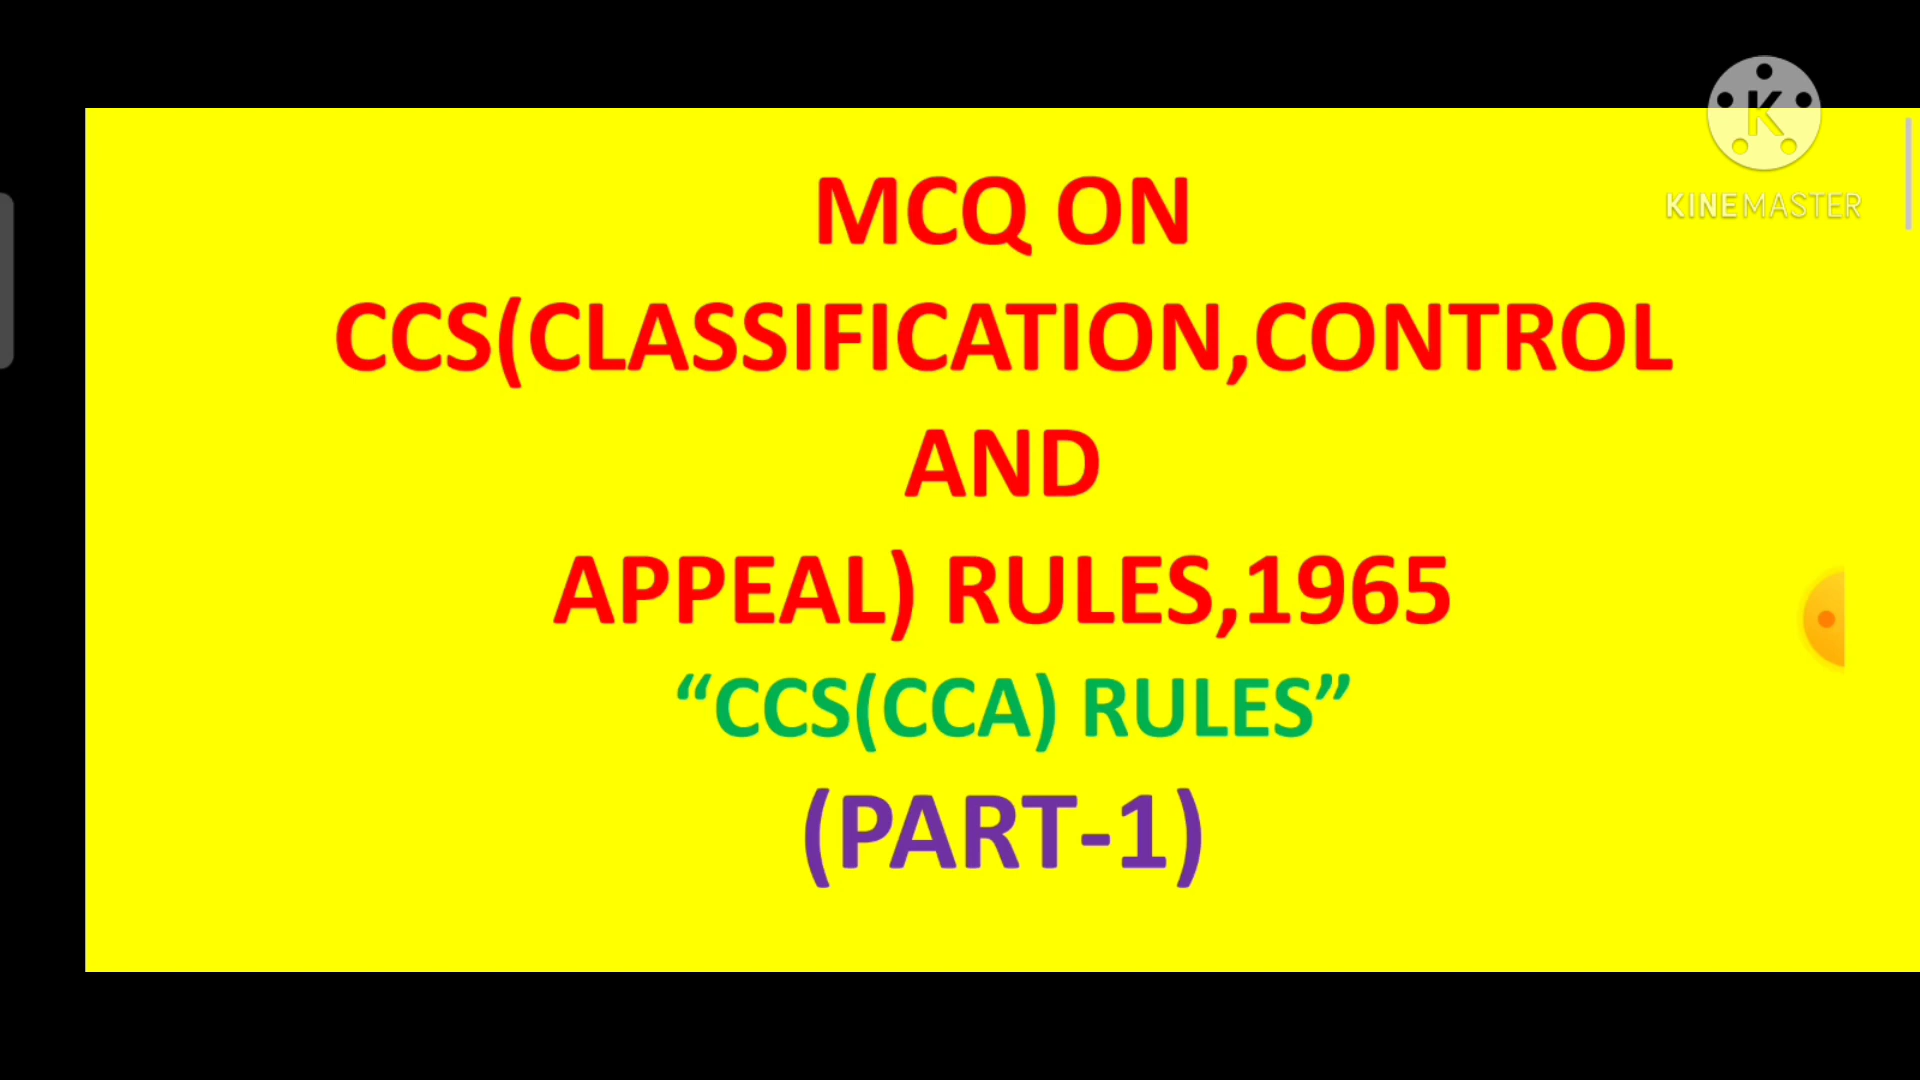 MCQ ON
CCS(CLASSIFICATION,CONTROL
AND
APPEAL) RULES,1965
“CCS(CCA) RULES”
(PART-1)
K
KINEMASTER